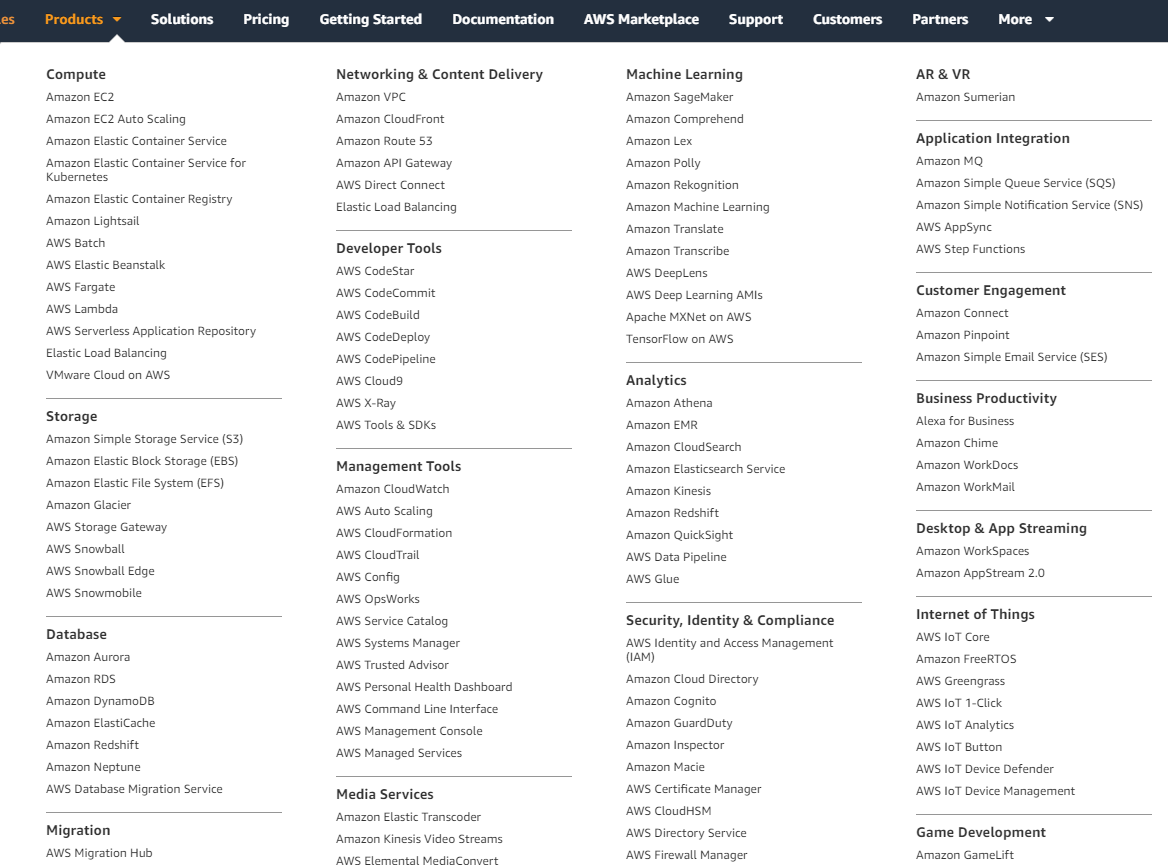 es
Products
Solutions
Pricing
Getting Started
Documentation
AWS Marketplace
Support
Customers
Partners
More
Compute
Amazon EC2
Amazon EC2 Auto Scaling
Amazon Elastic Container Service
Amazon Elastic Container Service for
Kubernetes
Amazon Elastic Container Registry
Amazon Lightsail
AWS Batch
AWS Elastic Beanstalk
AWS Fargate
AWS Lambda
AWS Serverless Application Repository
Elastic Load Balancing
VMware Cloud on AWS
Storage
Amazon Simple Storage Service (S3)
Amazon Elastic Block Storage (EBS)
Amazon Elastic File System (EFS)
Amazon Glacier
AWS Storage Gateway
AWS Snowball
AWS Snowball Edge
AWS Snowmobile
Database
Amazon Aurora
Amazon RDS
Amazon DynamoDB
Amazon ElastiCache
Amazon Redshift
Amazon Neptune
AWS Database Migration Service
Migration
AWS Migration Hub
Networking & Content Delivery
Amazon VPC
Amazon CloudFront
Amazon Route 53
Amazon API Gateway
AWS Direct Connect
Elastic Load Balancing
Developer Tools
AWS CodeStar
AWS CodeCommit
AWS CodeBuild
AWS CodeDeploy
AWS CodePipeline
AWS Cloud9
AWS X-Ray
AWS Tools & SDKs
Management Tools
Amazon CloudWatch
AWS Auto Scaling
AWS CloudFormation
AWS CloudTrail
AWS Config
AWS OpsWorks
AWS Service Catalog
AWS Systems Manager
AWS Trusted Advisor
AWS Personal Health Dashboard
AWS Command Line Interface
AWS Management Console
AWS Managed Services
Media Services
Amazon Elastic Transcoder
Amazon Kinesis Video Streams
AWS Elemental MediaConvert
Machine Learning
Amazon SageMaker
Amazon Comprehend
Amazon Lex
Amazon Polly
Amazon Rekognition
Amazon Machine Learning
Amazon Translate
Amazon Transcribe
AWS DeepLens
AWS Deep Learning AMIs
Apache MXNet on AWS
TensorFlow on AWS
Analytics
Amazon Athena
Amazon EMR
Amazon CloudSearch
Amazon Elasticsearch Service
Amazon Kinesis
Amazon Redshift
Amazon QuickSight
AWS Data Pipeline
AWS Glue
Security, Identity & Compliance
AWS Identity and Access Management
(IAM)
Amazon Cloud Directory
Amazon Cognito
Amazon GuardDuty
Amazon Inspector
Amazon Macie
AWS Certificate Manager
AWS CloudHSM
AWS Directory Service
AWS Firewall Manager
AR & VR
Amazon Sumerian
Application Integration
Amazon MQ
Amazon Simple Queue Service (SQS)
Amazon Simple Notification Service (SNS)
AWS AppSync
AWS Step Functions
Customer Engagement
Amazon Connect
Amazon Pinpoint
Amazon Simple Email Service (SES)
Business Productivity
Alexa for Business
Amazon Chime
Amazon WorkDocs
Amazon WorkMail
Desktop & App Streaming
Amazon WorkSpaces
Amazon AppStream 2.0
Internet of Things
AWS IoT Core
Amazon FreeRTOS
AWS Greengrass
AWS IoT 1-Click
AWS IoT Analytics
AWS IoT Button
AWS IoT Device Defender
AWS IoT Device Management
Game Development
Amazon GameLift